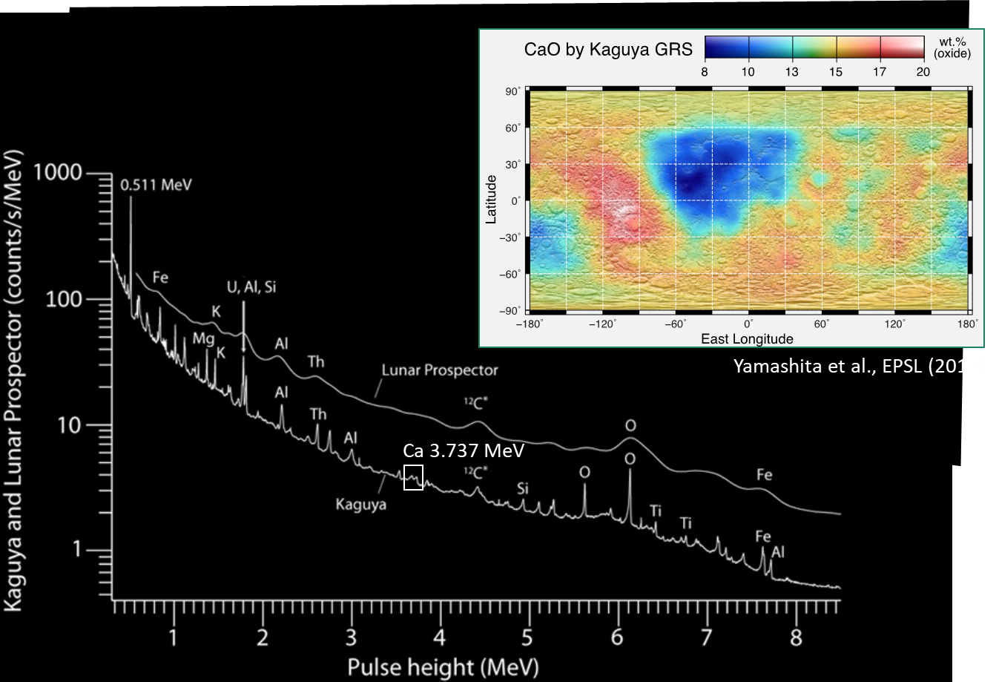 CaO by Kaguya GRS
wt.%
(oxide)
8 10 13 15 17 20
90°
60°
30°
0°
−30°
−60°
−90°
Latitude
−180° −120° −60° 0° 60° 120° 180°
East Longitude
Yamashita et al., EPSL (201
Kaguya and Lunar Prospector (counts/s/MeV)
1000
100
10
1
0.511 MeV
Fe
K
U, Al, Si
Al
Th
Lunar Prospector
12C*
O
Fe
Mg
K
Al
Th
Al
Ca 3.737 MeV
12C*
Kaguya
Si
O
O
Ti
Ti
Fe
Al
1 2 3 4 5 6 7 8
Pulse height (MeV)